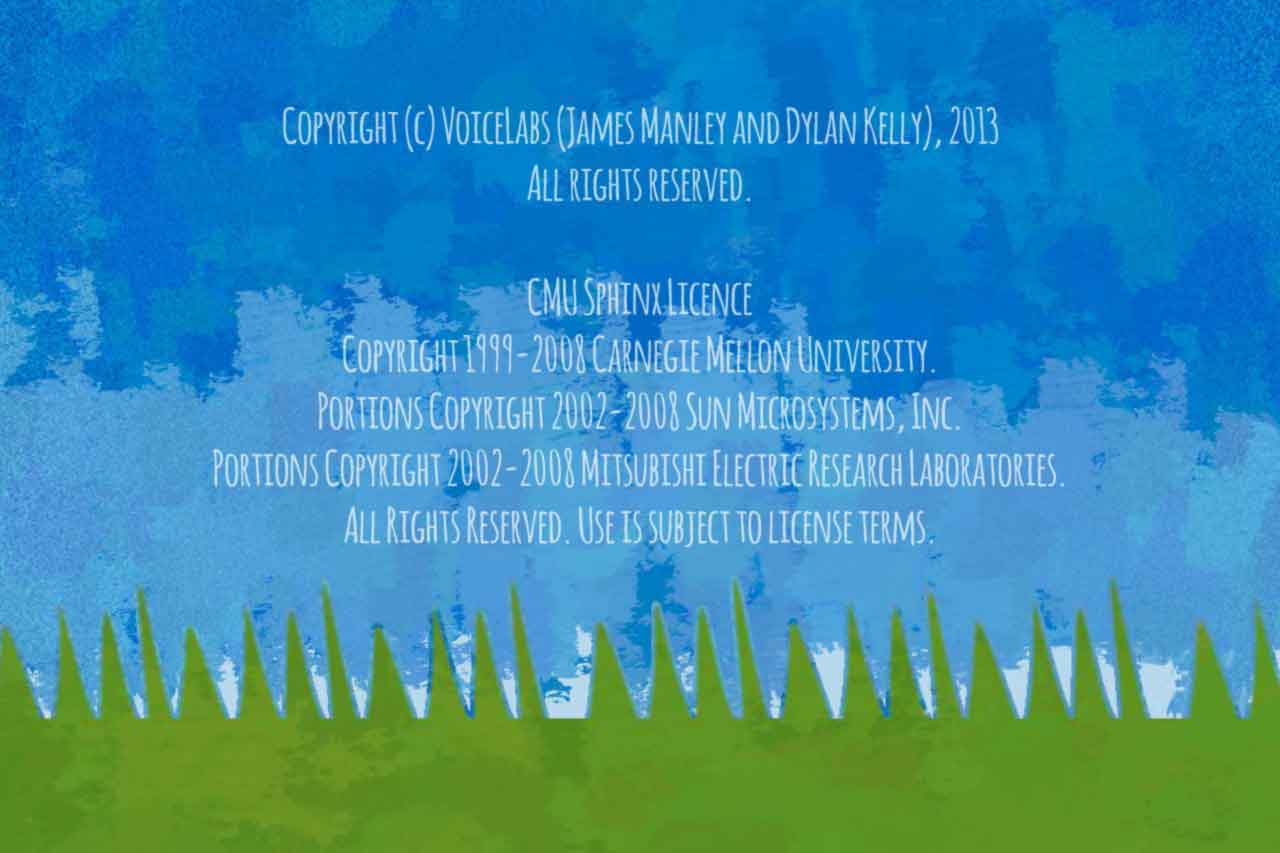 Copyright (c) VoiceLabs (James Manley and Dylan Kelly), 2013
All rights reserved.
CMU Sphinx Licence
Copyright 1999-2008 Carnegie Mellon University.
Portions Copyright 2002-2008 Sun Microsystems, Inc.
Portions Copyright 2002-2008 Mitsubishi Electric Research Laboratories.
All Rights Reserved. Use is subject to license terms.